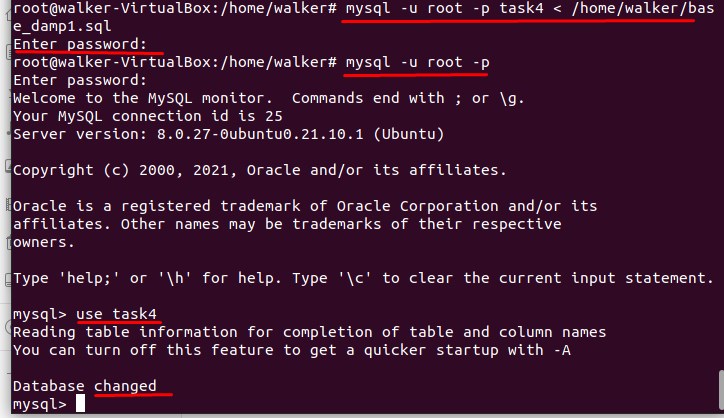 root@walker-VirtualBox:/home/walker# mysql -u root -p task4 < /home/walker/bas
e_damp1.sql
Enter password:
root@walker-VirtualBox:/home/walker# mysql -u root -p
Enter password:
Welcome to the MySQL monitor.  Commands end with ; or \g.
Your MySQL connection id is 25
Server version: 8.0.27-0ubuntu0.21.10.1 (Ubuntu)

Copyright (c) 2000, 2021, Oracle and/or its affiliates.

Oracle is a registered trademark of Oracle Corporation and/or its
affiliates. Other names may be trademarks of their respective
owners.

Type 'help;' or '\h' for help. Type '\c' to clear the current input statement.

mysql> use task4
Reading table information for completion of table and column names
You can turn off this feature to get a quicker startup with -A

Database changed
mysql>